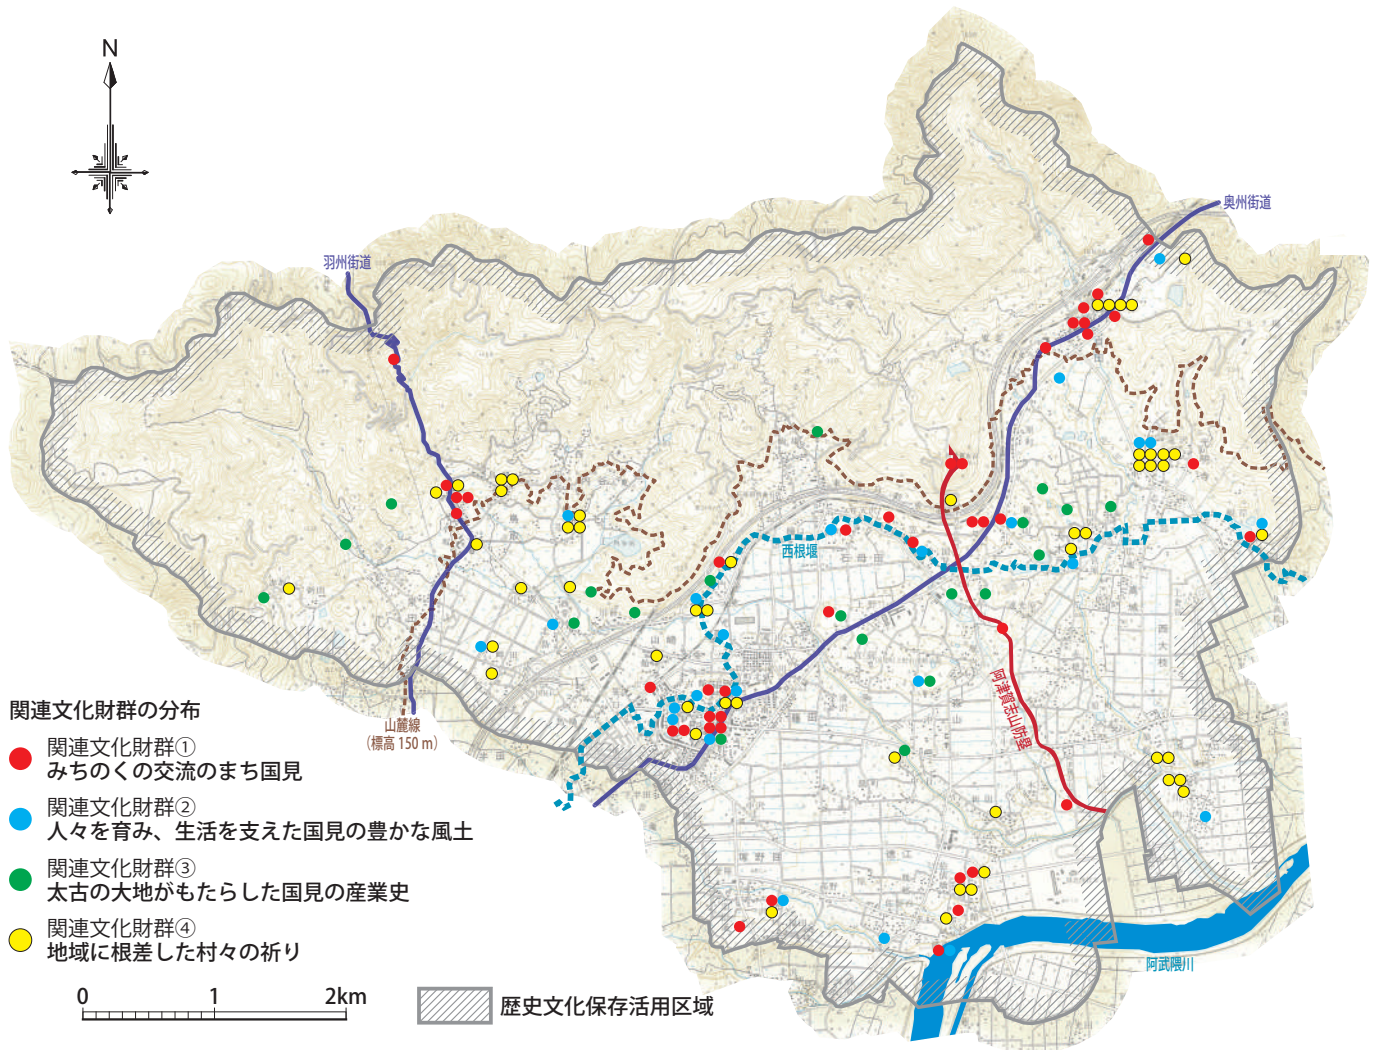 N
奥州街道
羽州街道
西根堰
石母田
山崎
阿津賀志山防塁
山麓線
（標高 150 m）
関連文化財群の分布
関連文化財群①
みちのくの交流のまち国見
関連文化財群②
人々を育み、生活を支えた国見の豊かな風土
関連文化財群③
太古の大地がもたらした国見の産業史
関連文化財群④
地域に根差した村々の祈り
阿武隈川
0 1 2km
歴史文化保存活用区域